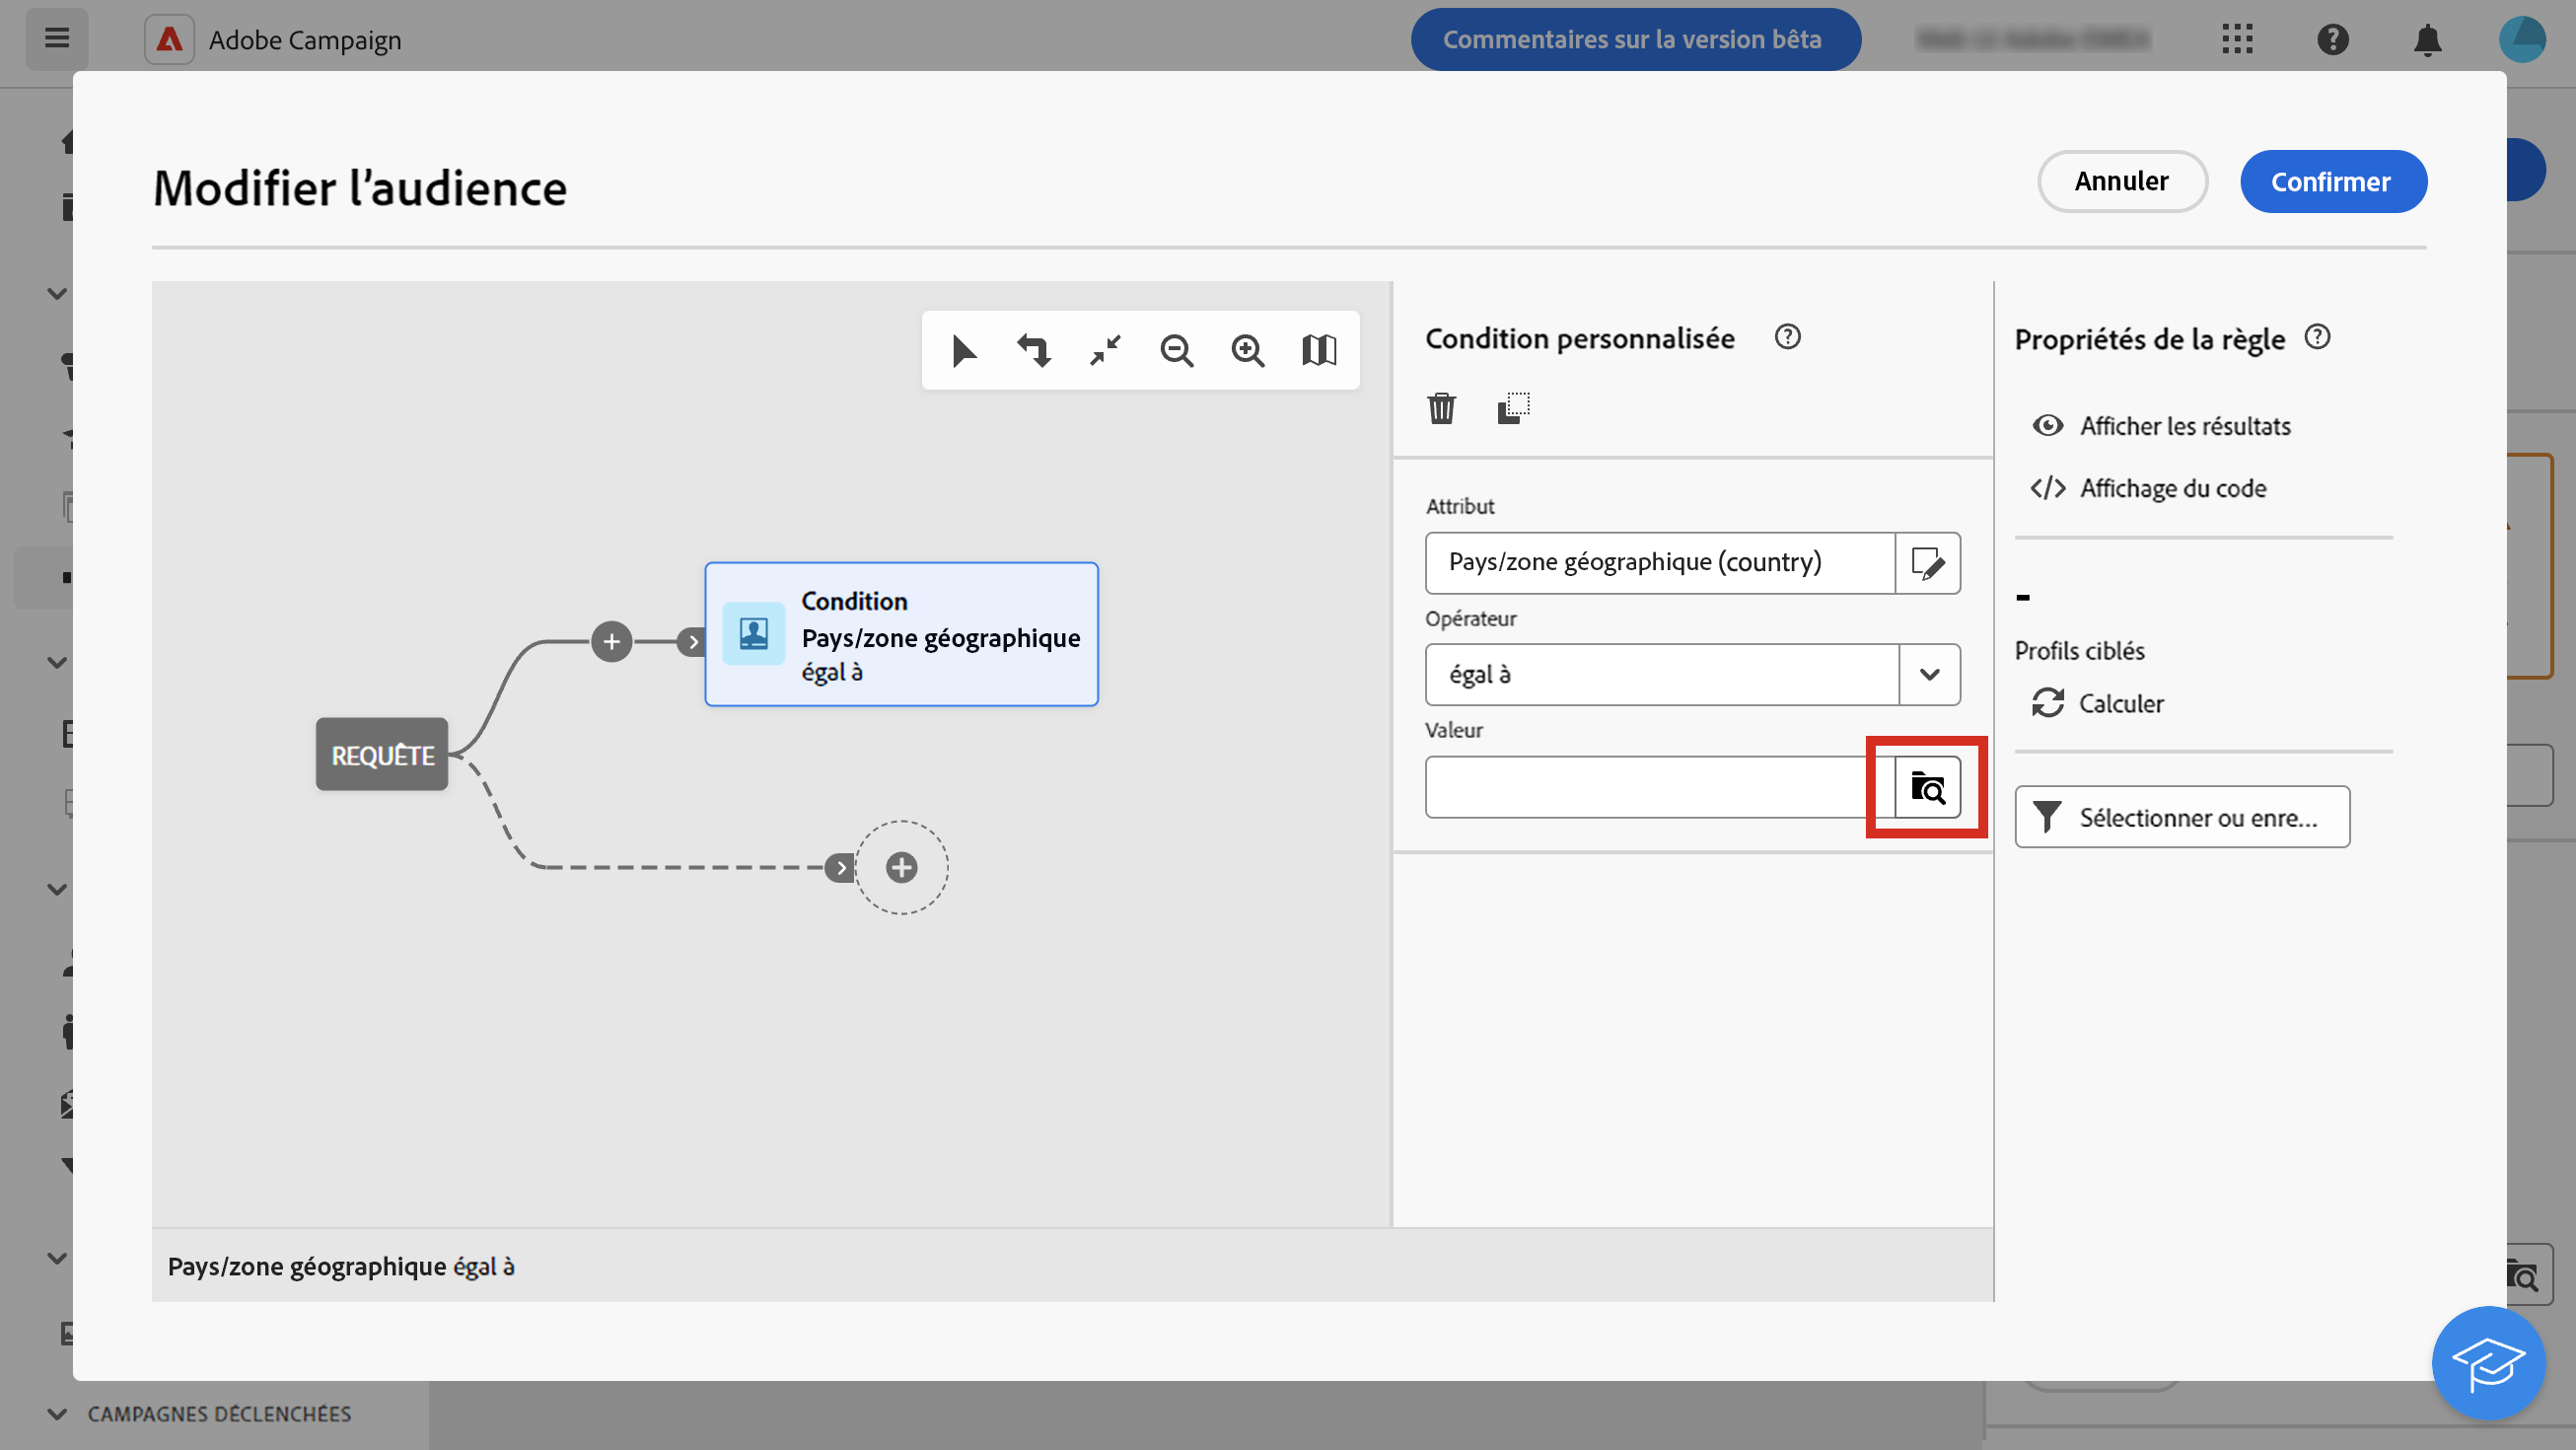 Adobe Campaign
Commentaires sur la version bêta
Modifier l’audience
Annuler
Confirmer
Condition personnalisée
Propriétés de la règle
Afficher les résultats
Affichage du code
Attribut
Pays/zone géographique (country)
Opérateur
égal à
Valeur
Condition
Pays/zone géographique
égal à
REQUÊTE
-
Profils ciblés
Calculer
Sélectionner ou enre...
Pays/zone géographique égal à
CAMPAGNES DÉCLENCHÉES